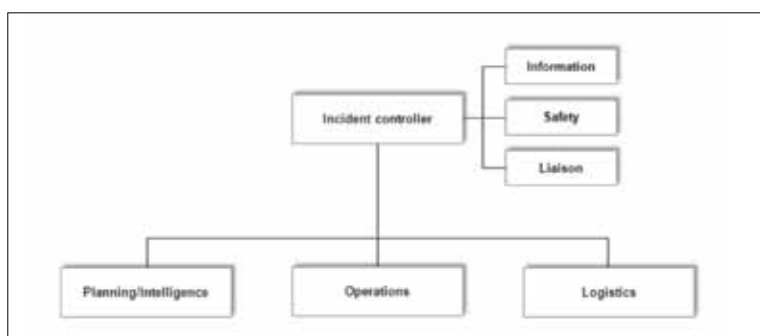 Information
Incident controller
Safety
Liaison
Planning/Intelligence
Operations
Logistics